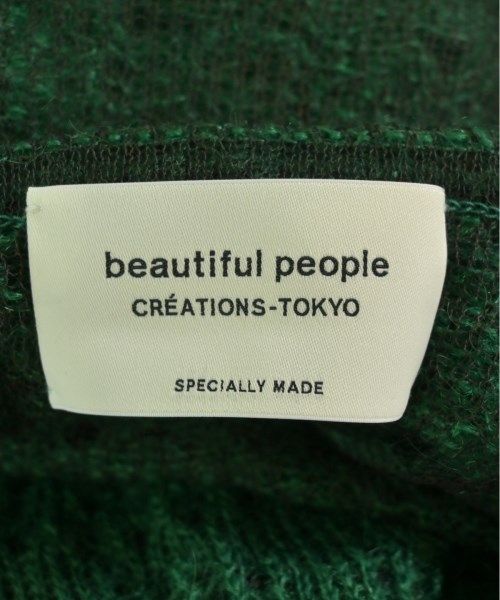 beautiful people
CRÉATIONS-TOKYO
SPECIALLY MADE